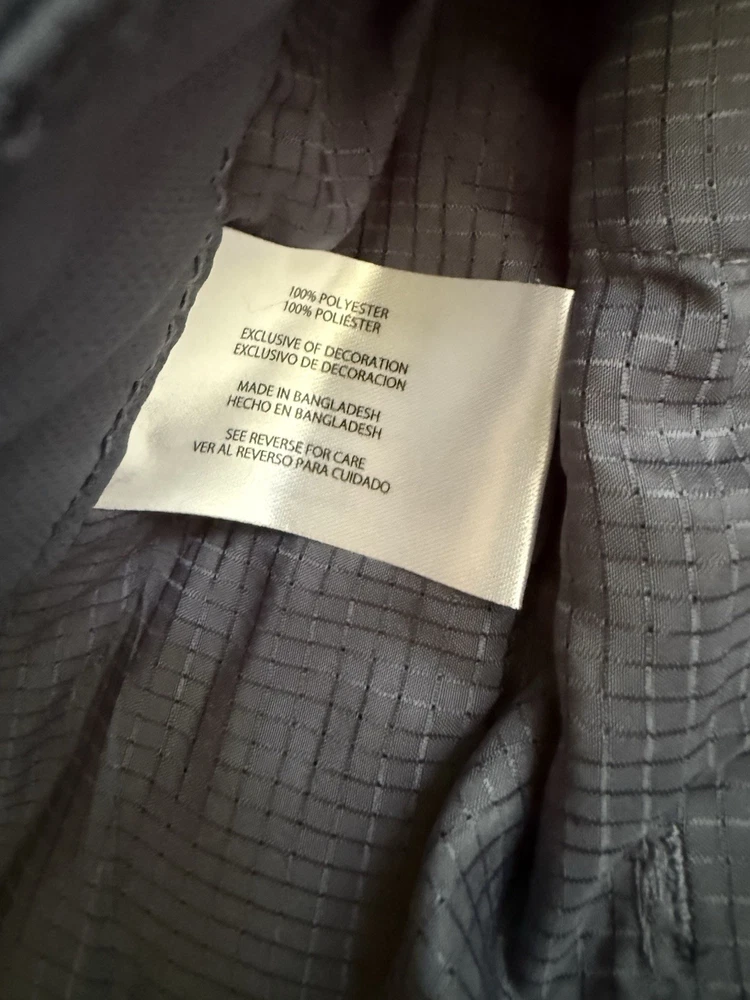 100% POLYESTER
100% POLIÉSTER
EXCLUSIVE OF DECORATION
EXCLUSIVO DE DECORACION
MADE IN BANGLADESH
HECHO EN BANGLADESH
SEE REVERSE FOR CARE
VER AL REVERSO PARA CUIDADO